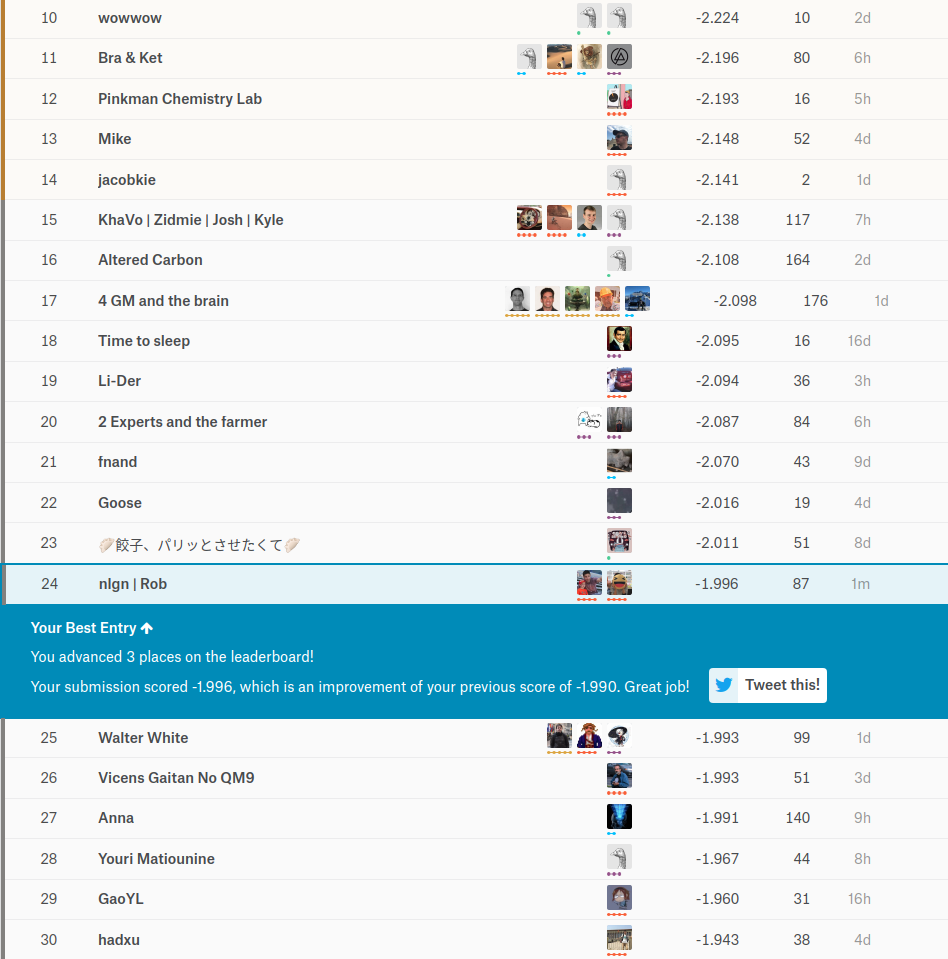 10 wowwow -2.224 10 2d
11 Bra & Ket -2.196 80 6h
12 Pinkman Chemistry Lab -2.193 16 5h
13 Mike -2.148 52 4d
14 jacobkie -2.141 2 1d
15 KhaVo | Zidmie | Josh | Kyle -2.138 117 7h
16 Altered Carbon -2.108 164 2d
17 4 GM and the brain -2.098 176 1d
18 Time to sleep -2.095 16 16d
19 Li-Der -2.094 36 3h
20 2 Experts and the farmer -2.087 84 6h
21 fnand -2.070 43 9d
22 Goose -2.016 19 4d
23 🥟餃子、パリッとさせたくて🥟 -2.011 51 8d
24 nlgn | Rob -1.996 87 1m
Your Best Entry ↑
You advanced 3 places on the leaderboard!
Your submission scored -1.996, which is an improvement of your previous score of -1.990. Great job! Tweet this!
25 Walter White -1.993 99 1d
26 Vicens Gaitan No QM9 -1.993 51 3d
27 Anna -1.991 140 9h
28 Youri Matiounine -1.967 44 8h
29 GaoYL -1.960 31 16h
30 hadxu -1.943 38 4d